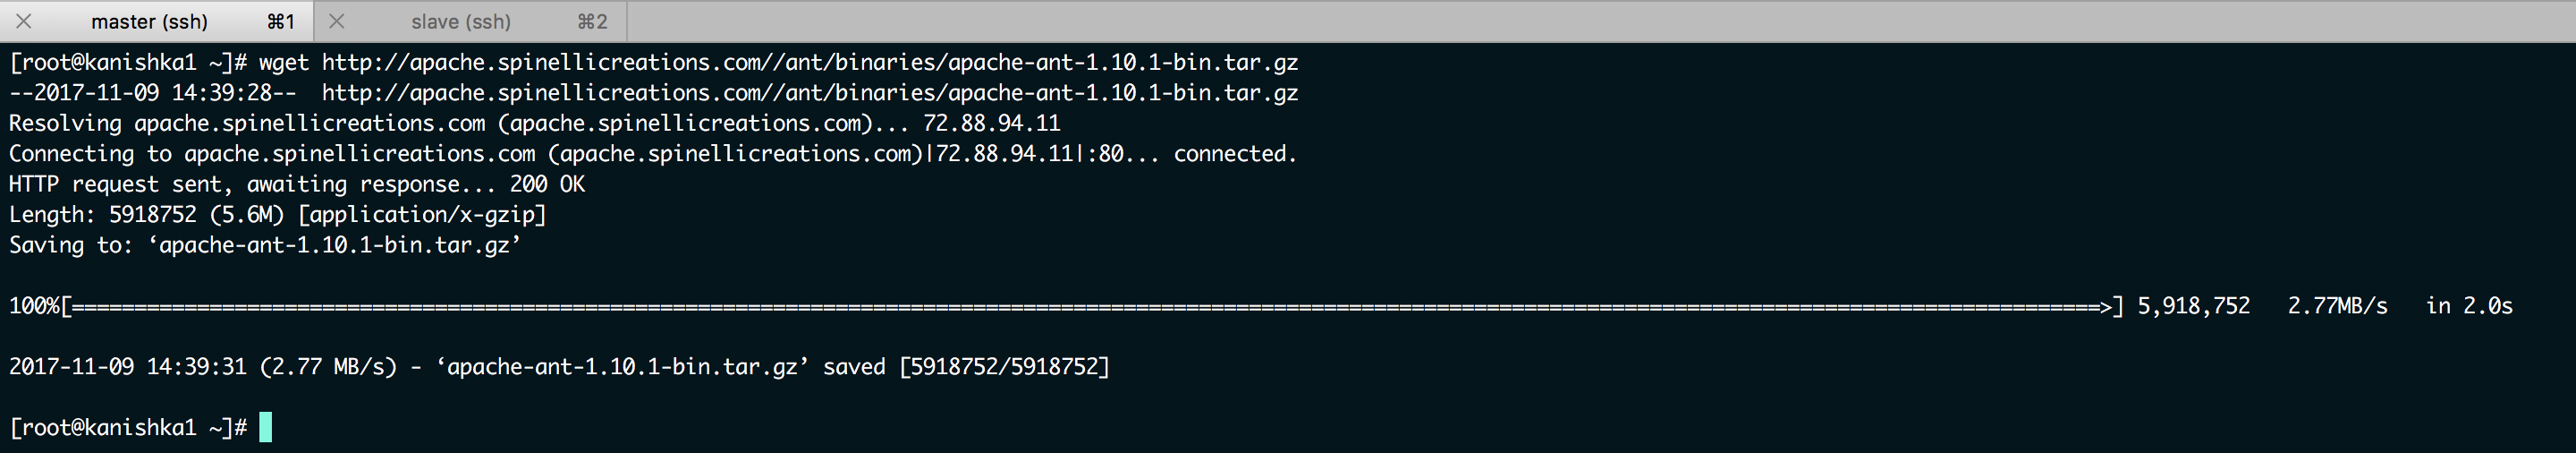 master (ssh) ⌘1 slave (ssh) ⌘2
[root@kanishka1 ~]# wget http://apache.spinellicreations.com//ant/binaries/apache-ant-1.10.1-bin.tar.gz
--2017-11-09 14:39:28--  http://apache.spinellicreations.com//ant/binaries/apache-ant-1.10.1-bin.tar.gz
Resolving apache.spinellicreations.com (apache.spinellicreations.com)... 72.88.94.11
Connecting to apache.spinellicreations.com (apache.spinellicreations.com)|72.88.94.11|:80... connected.
HTTP request sent, awaiting response... 200 OK
Length: 5918752 (5.6M) [application/x-gzip]
Saving to: ‘apache-ant-1.10.1-bin.tar.gz’
100%[==================================================================================================================================================================>] 5,918,752   2.77MB/s   in 2.0s
2017-11-09 14:39:31 (2.77 MB/s) - ‘apache-ant-1.10.1-bin.tar.gz’ saved [5918752/5918752]
[root@kanishka1 ~]#